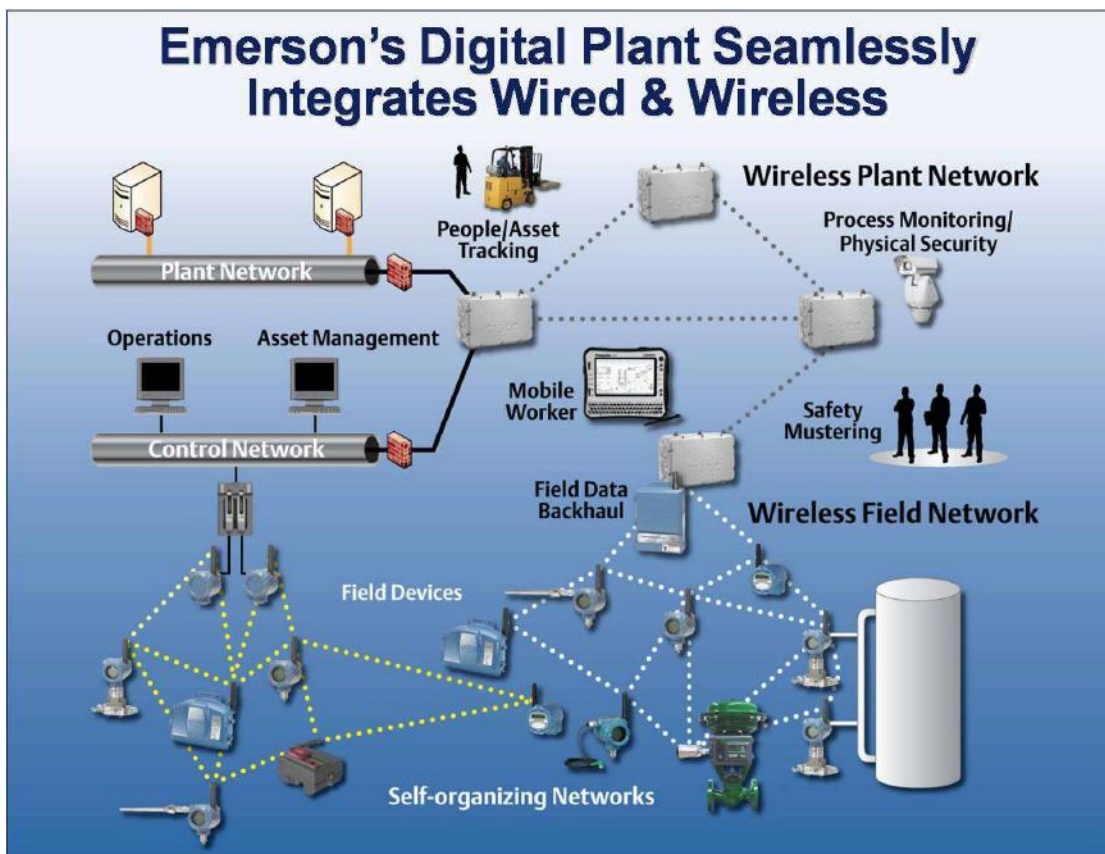 Emerson's Digital Plant Seamlessly
Integrates Wired & Wireless
Wireless Plant Network
People/Asset
Tracking
Process Monitoring/
Physical Security
Plant Network
Operations
Asset Management
Mobile
Worker
Safety
Mustering
Control Network
Field Data
Backhaul
Wireless Field Network
Field Devices
Self-organizing Networks